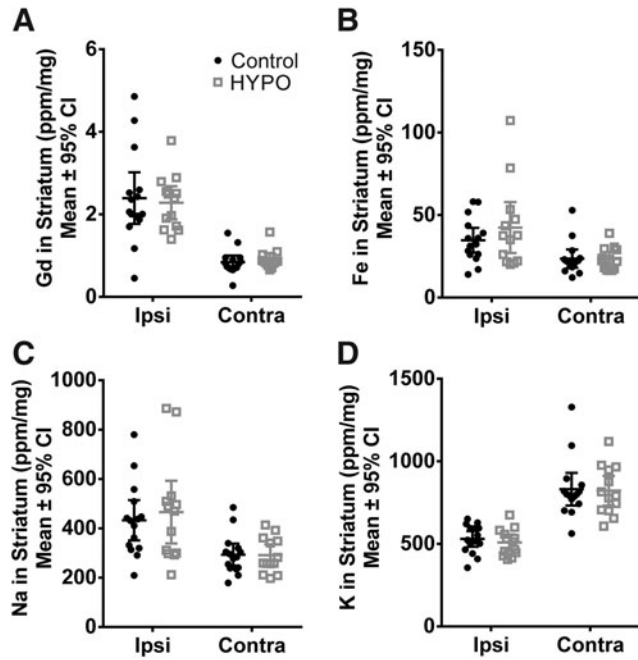 A
Gd in Striatum (ppm/mg)
Mean ± 95% CI
6
4
2
0
Control
HYPO
Ipsi
Contra
B
Fe in Striatum (ppm/mg)
Mean ± 95% CI
150
100
50
0
Ipsi
Contra
C
Na in Striatum (ppm/mg)
Mean ± 95% CI
1000
800
600
400
200
0
Ipsi
Contra
D
K in Striatum (ppm/mg)
Mean ± 95% CI
1500
1000
500
0
Ipsi
Contra